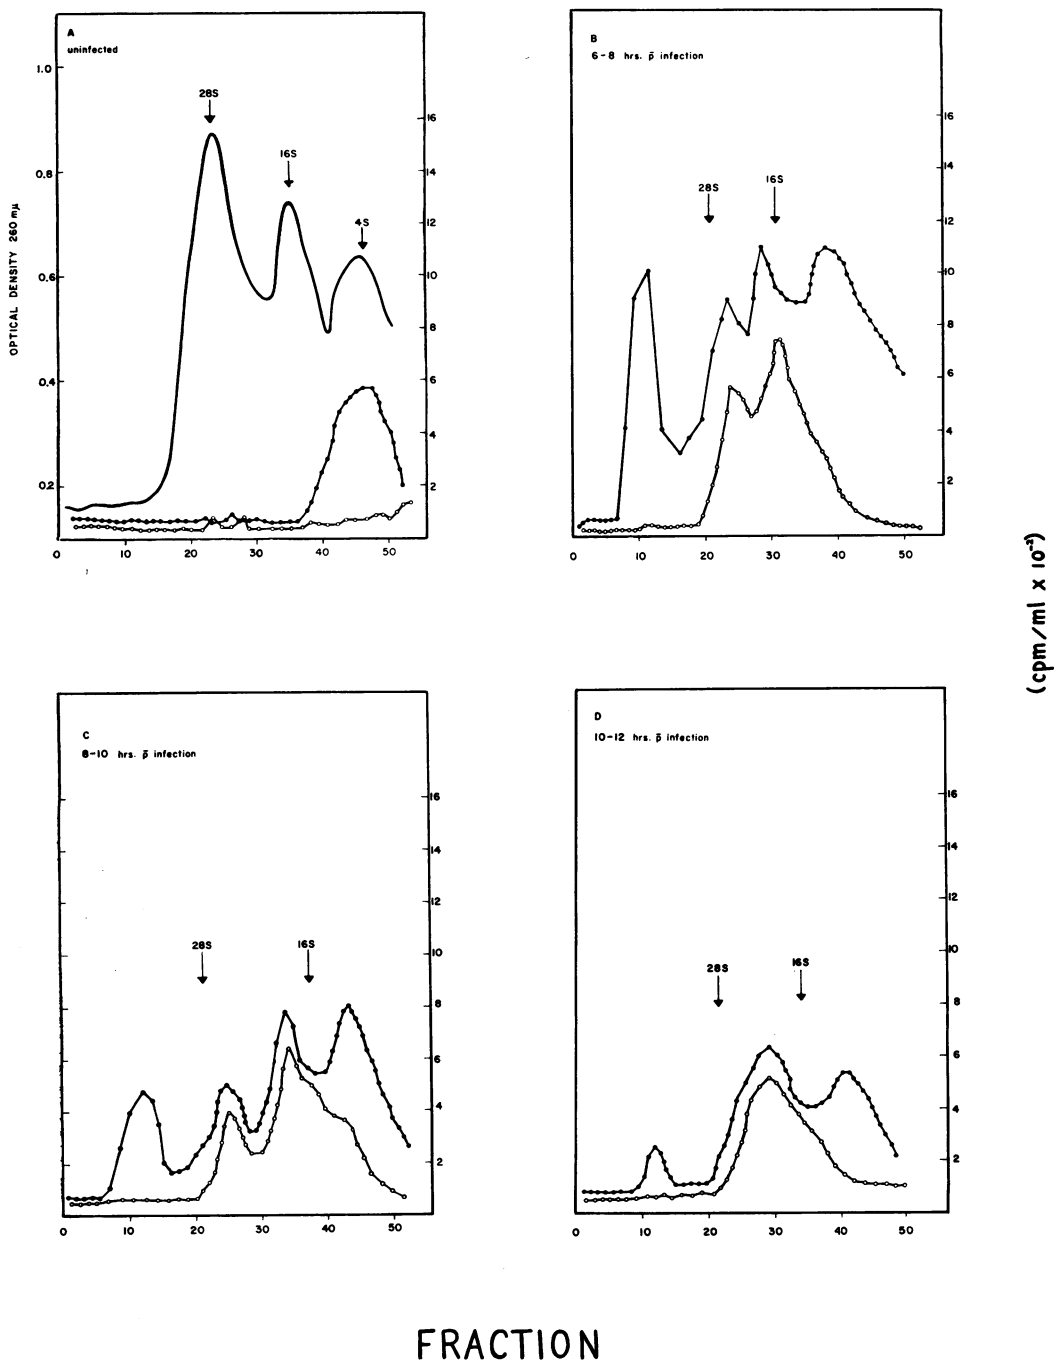 A
uninfected
28S
16S
4S
OPTICAL DENSITY 260 mμ
1.0
0.8
0.6
0.4
0.2
16
14
12
10
8
6
4
2
0 10 20 30 40 50
B
6-8 hrs. p̄ infection
28S
16S
16
14
12
10
8
6
4
2
0 10 20 30 40 50
(cpm/ml x 10⁻²)
C
8-10 hrs. p̄ infection
28S
16S
16
14
12
10
8
6
4
2
0 10 20 30 40 50
D
10-12 hrs. p̄ infection
28S
16S
16
14
12
10
8
6
4
2
0 10 20 30 40 50
FRACTION